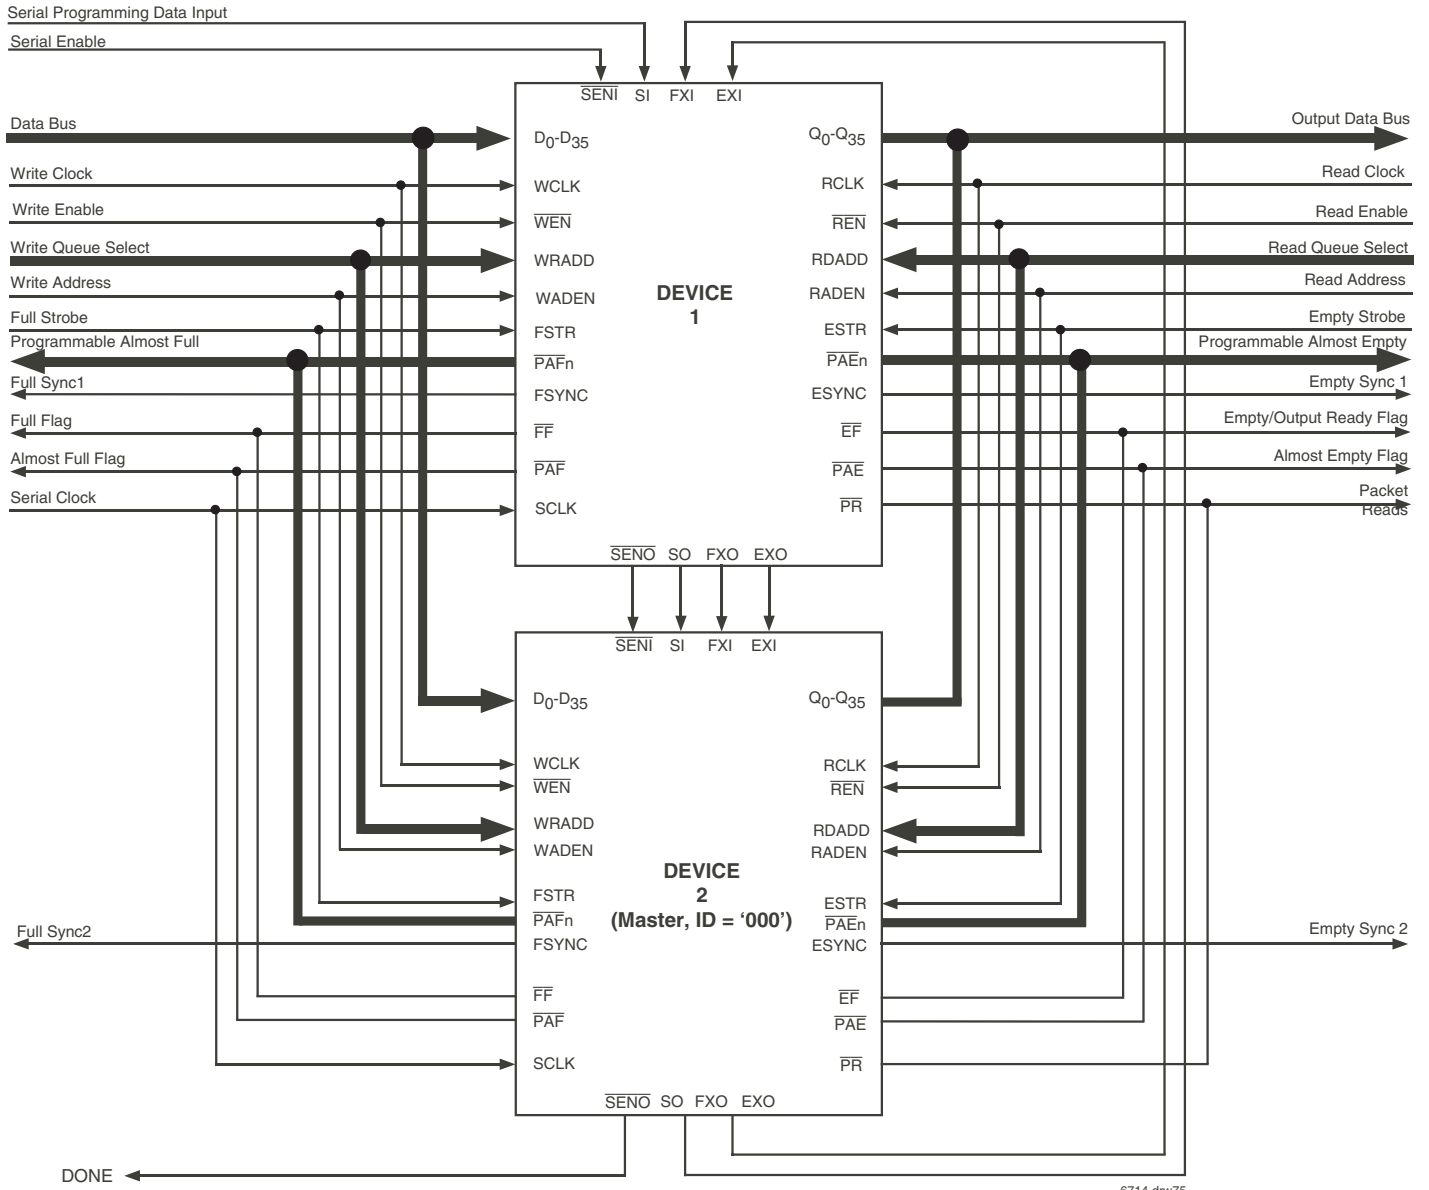 Serial Programming Data Input
Serial Enable
SENI SI FXI EXI
Data Bus
D0-D35
Q0-Q35
Output Data Bus
Write Clock
WCLK
RCLK
Read Clock
Write Enable
WEN
REN
Read Enable
Write Queue Select
WRADD
RDADD
Read Queue Select
Write Address
WADEN
DEVICE
1
RADEN
Read Address
Full Strobe
FSTR
ESTR
Empty Strobe
Programmable Almost Full
PAFn
PAEn
Programmable Almost Empty
Full Sync1
FSYNC
ESYNC
Empty Sync 1
Full Flag
FF
EF
Empty/Output Ready Flag
Almost Full Flag
PAF
PAE
Almost Empty Flag
Serial Clock
SCLK
PR
Packet
Reads
SENO SO FXO EXO
SENI SI FXI EXI
D0-D35
Q0-Q35
WCLK
RCLK
WEN
REN
WRADD
RDADD
WADEN
RADEN
DEVICE
2
(Master, ID = ‘000’)
FSTR
ESTR
PAFn
PAEn
Full Sync2
FSYNC
ESYNC
Empty Sync 2
FF
EF
PAF
PAE
SCLK
PR
SENO SO FXO EXO
DONE